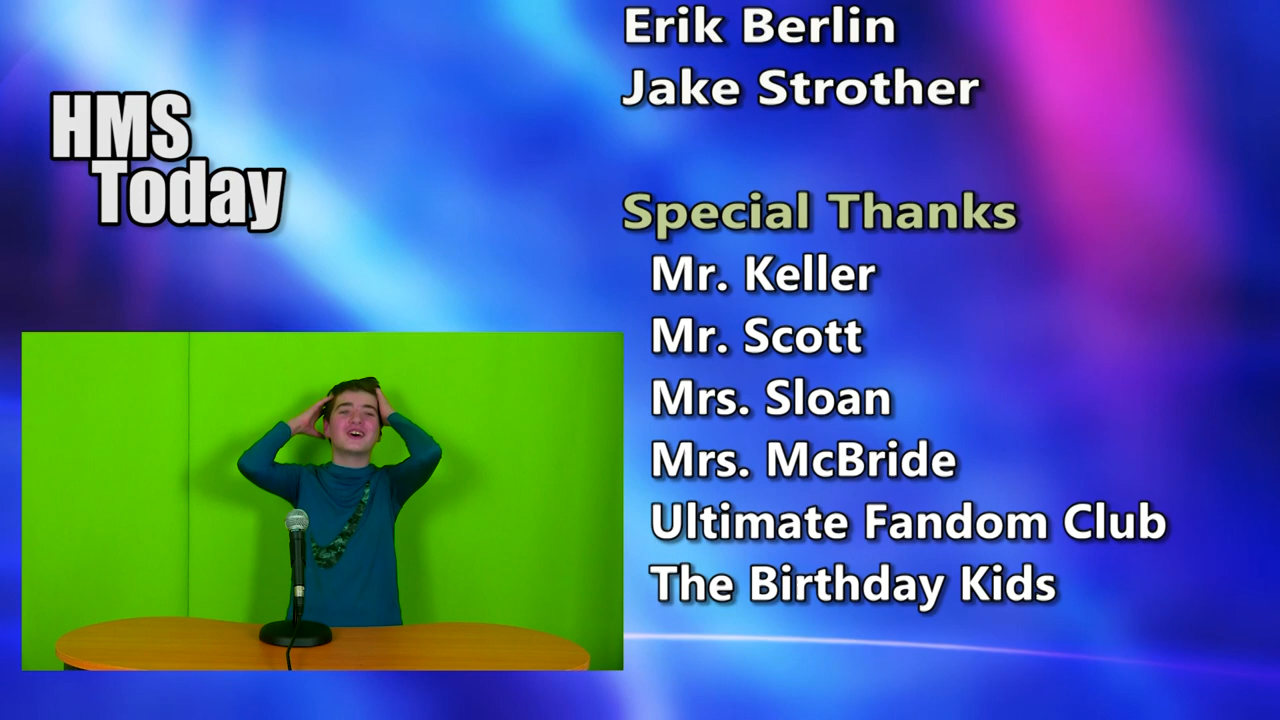 HMS
Today
Erik Berlin
Jake Strother
Special Thanks
Mr. Keller
Mr. Scott
Mrs. Sloan
Mrs. McBride
Ultimate Fandom Club
The Birthday Kids